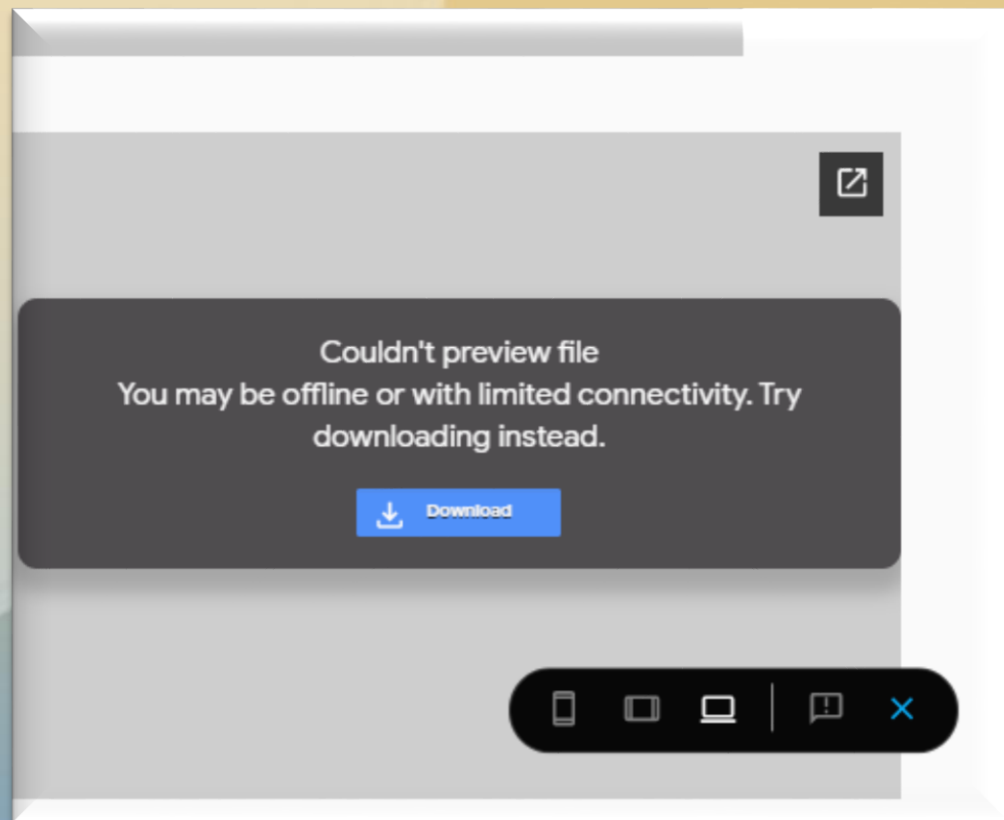 Couldn't preview file
You may be offline or with limited connectivity. Try
downloading instead.
Download